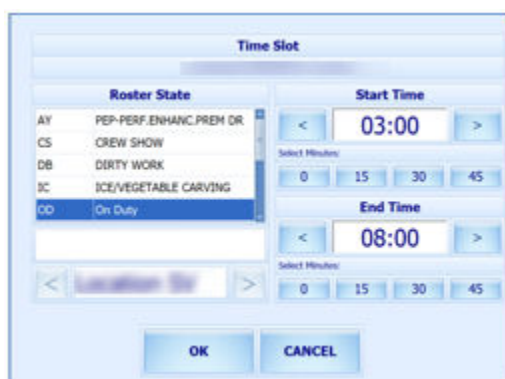 Time Slot
Roster State
AY PEP-PERF.ENHANC.PREM DR
CS CREW SHOW
DB DIRTY WORK
IC ICE/VEGETABLE CARVING
OD On Duty
< Location SV >
Start Time
< 03:00 >
Select Minutes:
0 15 30 45
End Time
< 08:00 >
Select Minutes:
0 15 30 45
OK CANCEL